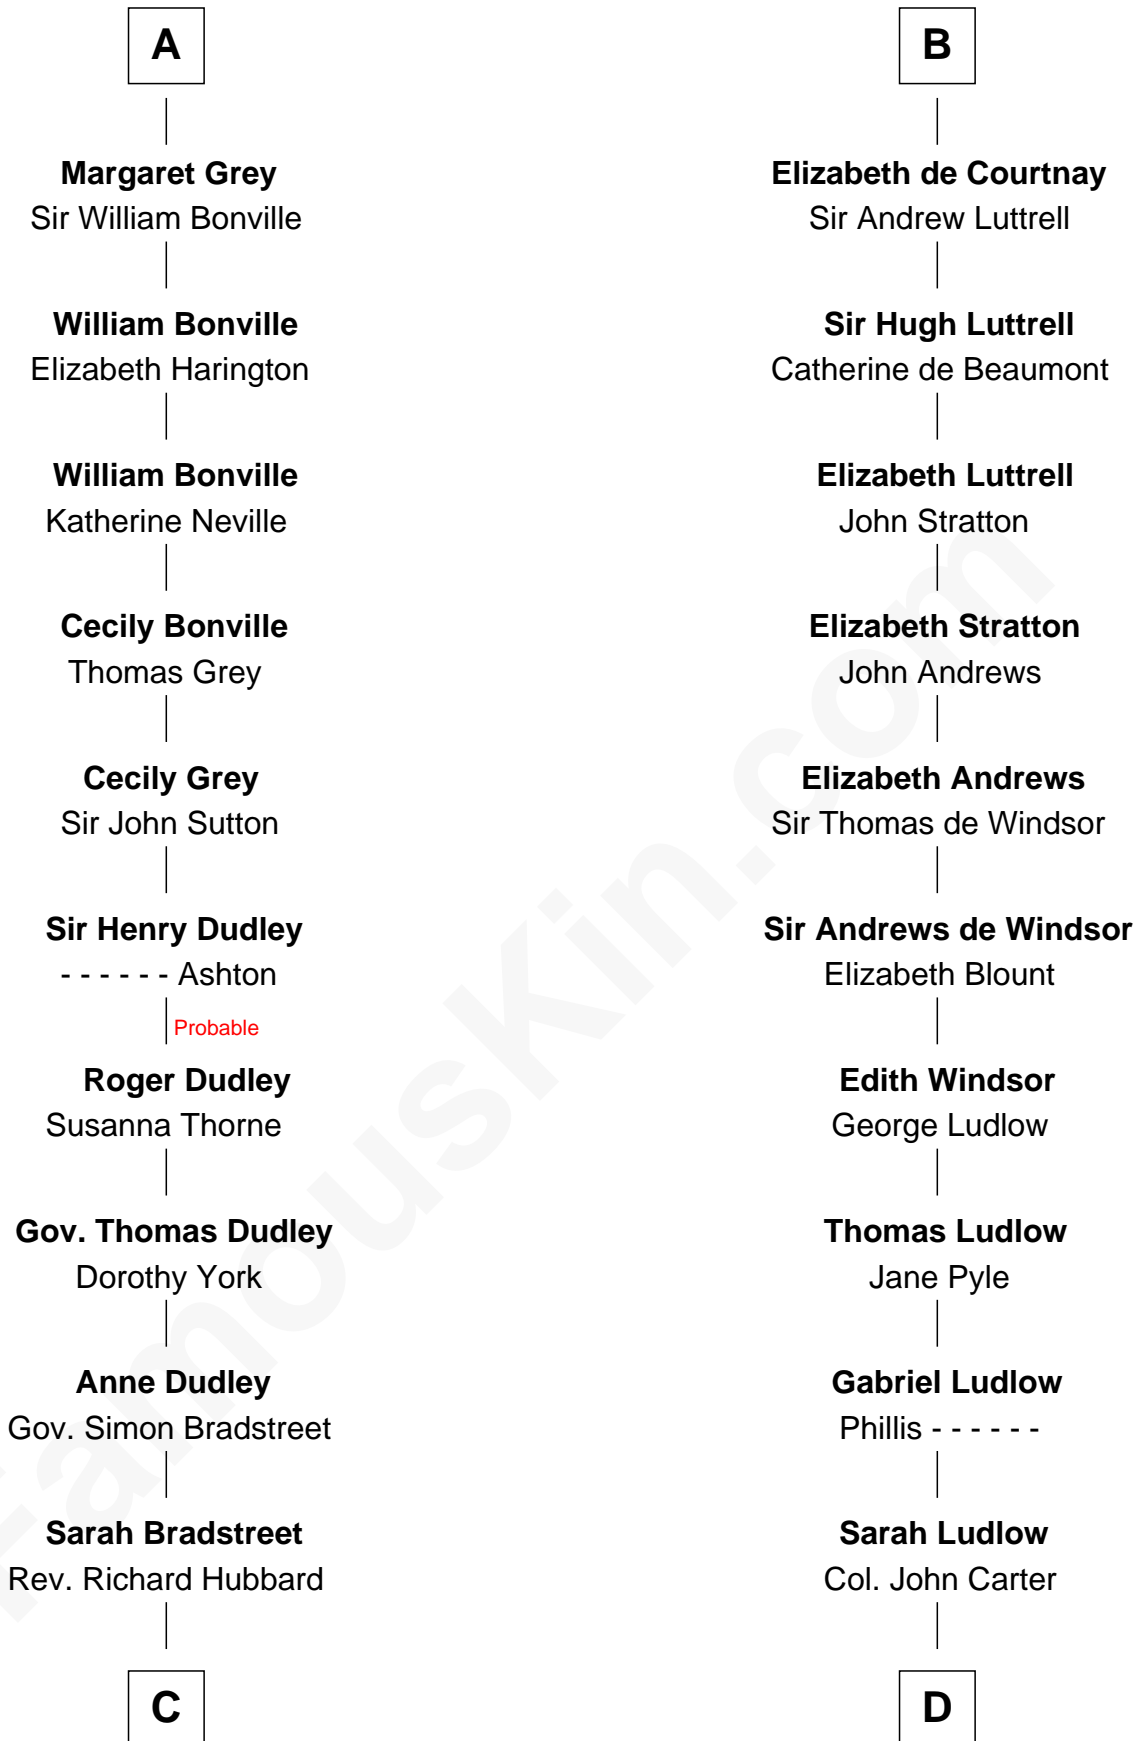 A
Margaret Grey
Sir William Bonville
William Bonville
Elizabeth Harington
William Bonville
Katherine Neville
Cecily Bonville
Thomas Grey
Cecily Grey
Sir John Sutton
Sir Henry Dudley
- - - - - - Ashton
Probable
Roger Dudley
Susanna Thorne
Gov. Thomas Dudley
Dorothy York
Anne Dudley
Gov. Simon Bradstreet
Sarah Bradstreet
Rev. Richard Hubbard
C
B
Elizabeth de Courtnay
Sir Andrew Luttrell
Sir Hugh Luttrell
Catherine de Beaumont
Elizabeth Luttrell
John Stratton
Elizabeth Stratton
John Andrews
Elizabeth Andrews
Sir Thomas de Windsor
Sir Andrews de Windsor
Elizabeth Blount
Edith Windsor
George Ludlow
Thomas Ludlow
Jane Pyle
Gabriel Ludlow
Phillis - - - - - -
Sarah Ludlow
Col. John Carter
D
FamousKin.com